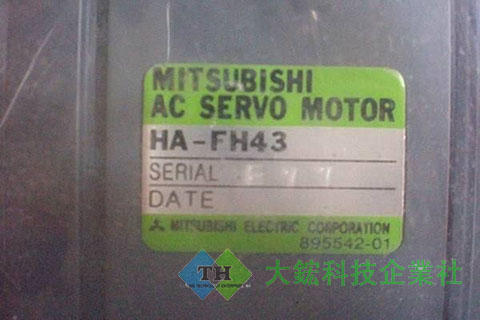 MITSUBISHI
AC SERVO MOTOR
HA-FH43
SERIAL
DATE
MITSUBISHI ELECTRIC CORPORATION
895542-01
TH
大鋐科技企業社